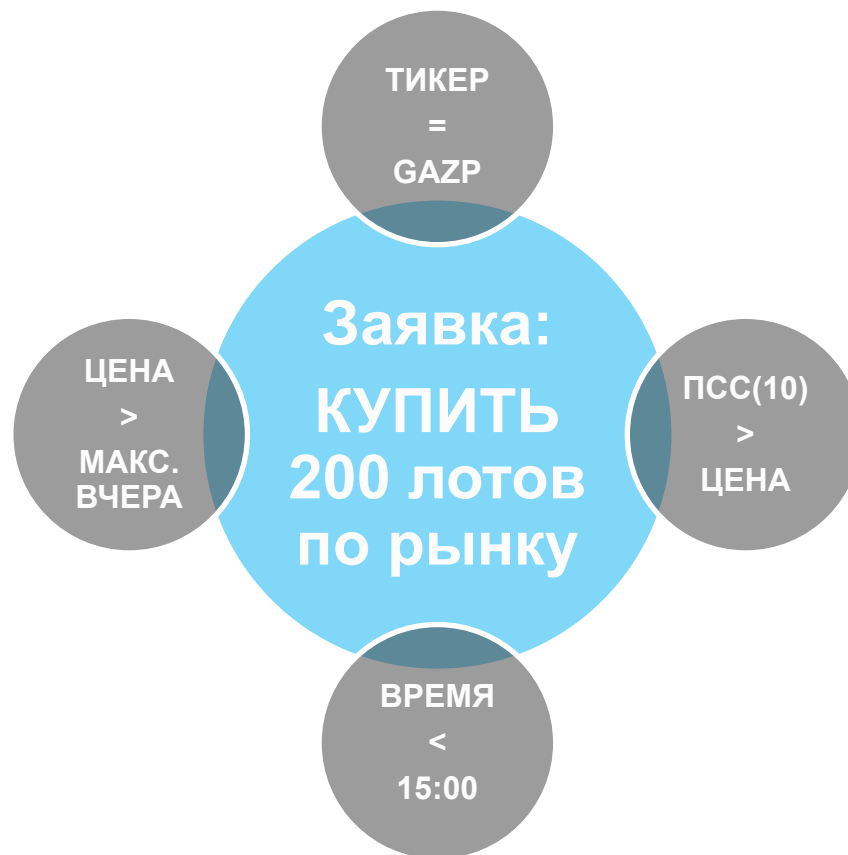 ТИКЕР
=
GAZP
Заявка:
КУПИТЬ
200 лотов
по рынку
ЦЕНА
>
МАКС.
ВЧЕРА
ПСС(10)
>
ЦЕНА
ВРЕМЯ
<
15:00